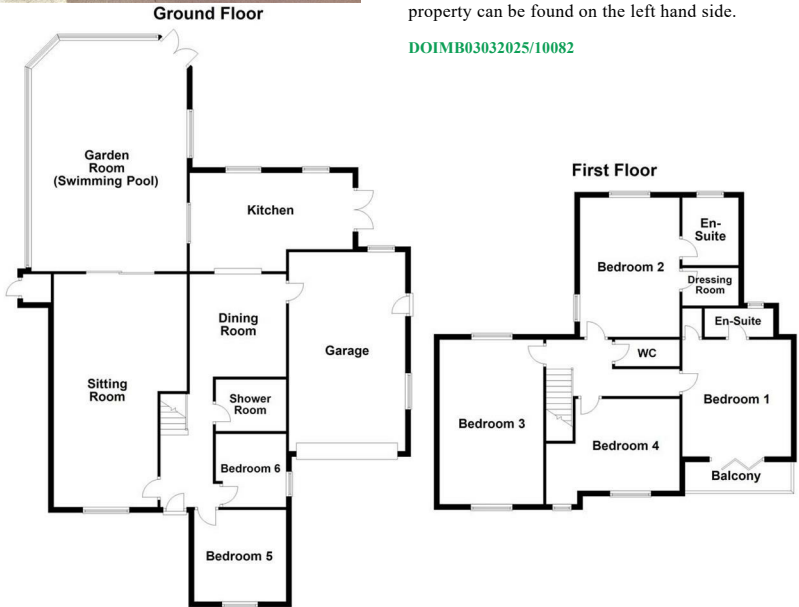 property can be found on the left hand side.
DOIMB03032025/10082
Ground Floor
Garden
Room
(Swimming Pool)
Kitchen
Dining
Room
Garage
Sitting
Room
Shower
Room
Bedroom 6
Bedroom 5
First Floor
En-
Suite
Bedroom 2
Dressing
Room
En-Suite
WC
Bedroom 3
Bedroom 1
Bedroom 4
Balcony